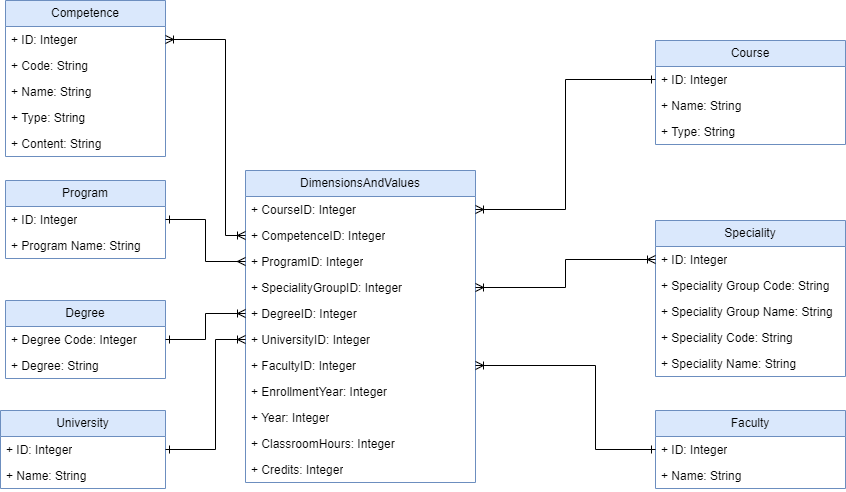 Competence
+ ID: Integer
+ Code: String
+ Name: String
+ Type: String
+ Content: String
Program
+ ID: Integer
+ Program Name: String
Degree
+ Degree Code: Integer
+ Degree: String
University
+ ID: Integer
+ Name: String
DimensionsAndValues
+ CourseID: Integer
+ CompetenceID: Integer
+ ProgramID: Integer
+ SpecialityGroupID: Integer
+ DegreeID: Integer
+ UniversityID: Integer
+ FacultyID: Integer
+ EnrollmentYear: Integer
+ Year: Integer
+ ClassroomHours: Integer
+ Credits: Integer
Course
+ ID: Integer
+ Name: String
+ Type: String
Speciality
+ ID: Integer
+ Speciality Group Code: String
+ Speciality Group Name: String
+ Speciality Code: String
+ Speciality Name: String
Faculty
+ ID: Integer
+ Name: String